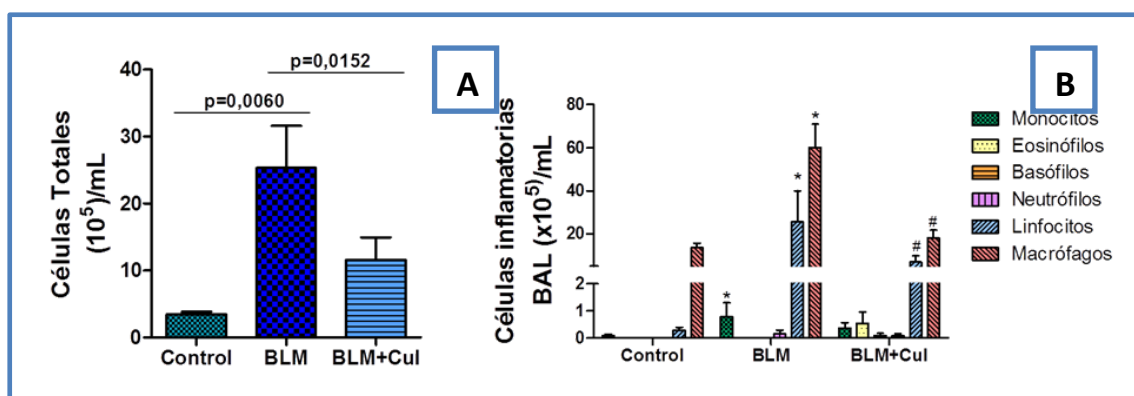 A
p=0,0152
p=0,0060
Células Totales
(10⁵)/mL
40
30
20
10
0
Control
BLM
BLM+Cul
B
Células inflamatorias
BAL (x10⁵)/mL
80
60
40
20
2
1
0
*
*
*
#
#
Control
BLM
BLM+Cul
Monocitos
Eosinófilos
Basófilos
Neutrófilos
Linfocitos
Macrófagos